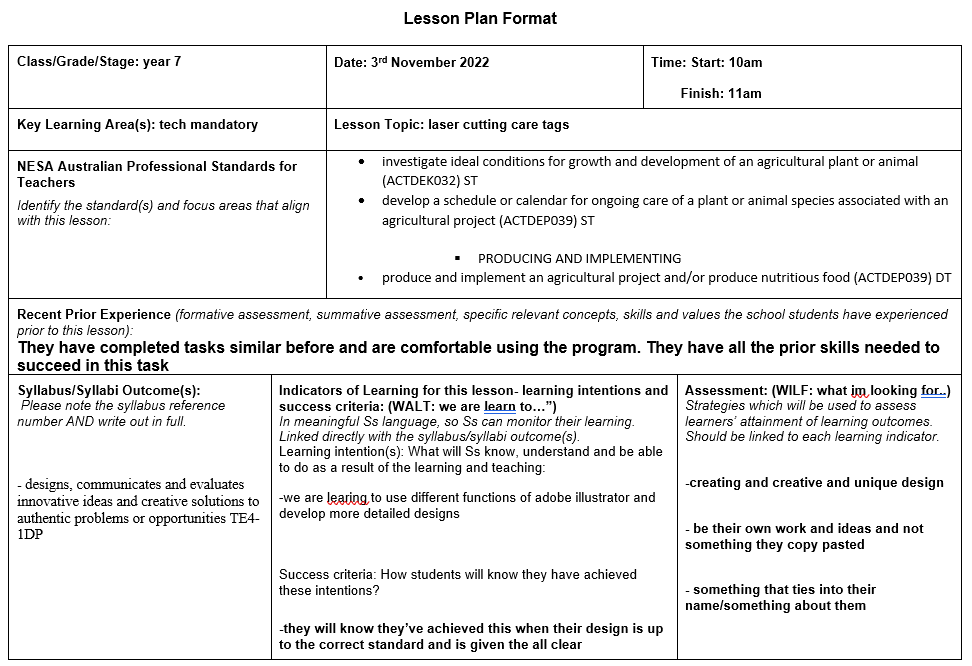 Lesson Plan Format
Class/Grade/Stage: year 7
Date: 3rd November 2022
Time: Start: 10am
Finish: 11am
Key Learning Area(s): tech mandatory
Lesson Topic: laser cutting care tags
NESA Australian Professional Standards for
Teachers
Identify the standard(s) and focus areas that align
with this lesson:
• investigate ideal conditions for growth and development of an agricultural plant or animal
(ACTDEK032) ST
• develop a schedule or calendar for ongoing care of a plant or animal species associated with an
agricultural project (ACTDEP039) ST
▪ PRODUCING AND IMPLEMENTING
• produce and implement an agricultural project and/or produce nutritious food (ACTDEP039) DT
Recent Prior Experience (formative assessment, summative assessment, specific relevant concepts, skills and values the school students have experienced
prior to this lesson):
They have completed tasks similar before and are comfortable using the program. They have all the prior skills needed to
succeed in this task
Syllabus/Syllabi Outcome(s):
Please note the syllabus reference
number AND write out in full.
- designs, communicates and evaluates
innovative ideas and creative solutions to
authentic problems or opportunities TE4-
1DP
Indicators of Learning for this lesson- learning intentions and
success criteria: (WALT: we are learn to…”)
In meaningful Ss language, so Ss can monitor their learning.
Linked directly with the syllabus/syllabi outcome(s).
Learning intention(s): What will Ss know, understand and be able
to do as a result of the learning and teaching:
-we are learing to use different functions of adobe illustrator and
develop more detailed designs
Success criteria: How students will know they have achieved
these intentions?
-they will know they’ve achieved this when their design is up
to the correct standard and is given the all clear
Assessment: (WILF: what im looking for..)
Strategies which will be used to assess
learners’ attainment of learning outcomes.
Should be linked to each learning indicator.
-creating and creative and unique design
- be their own work and ideas and not
something they copy pasted
- something that ties into their
name/something about them